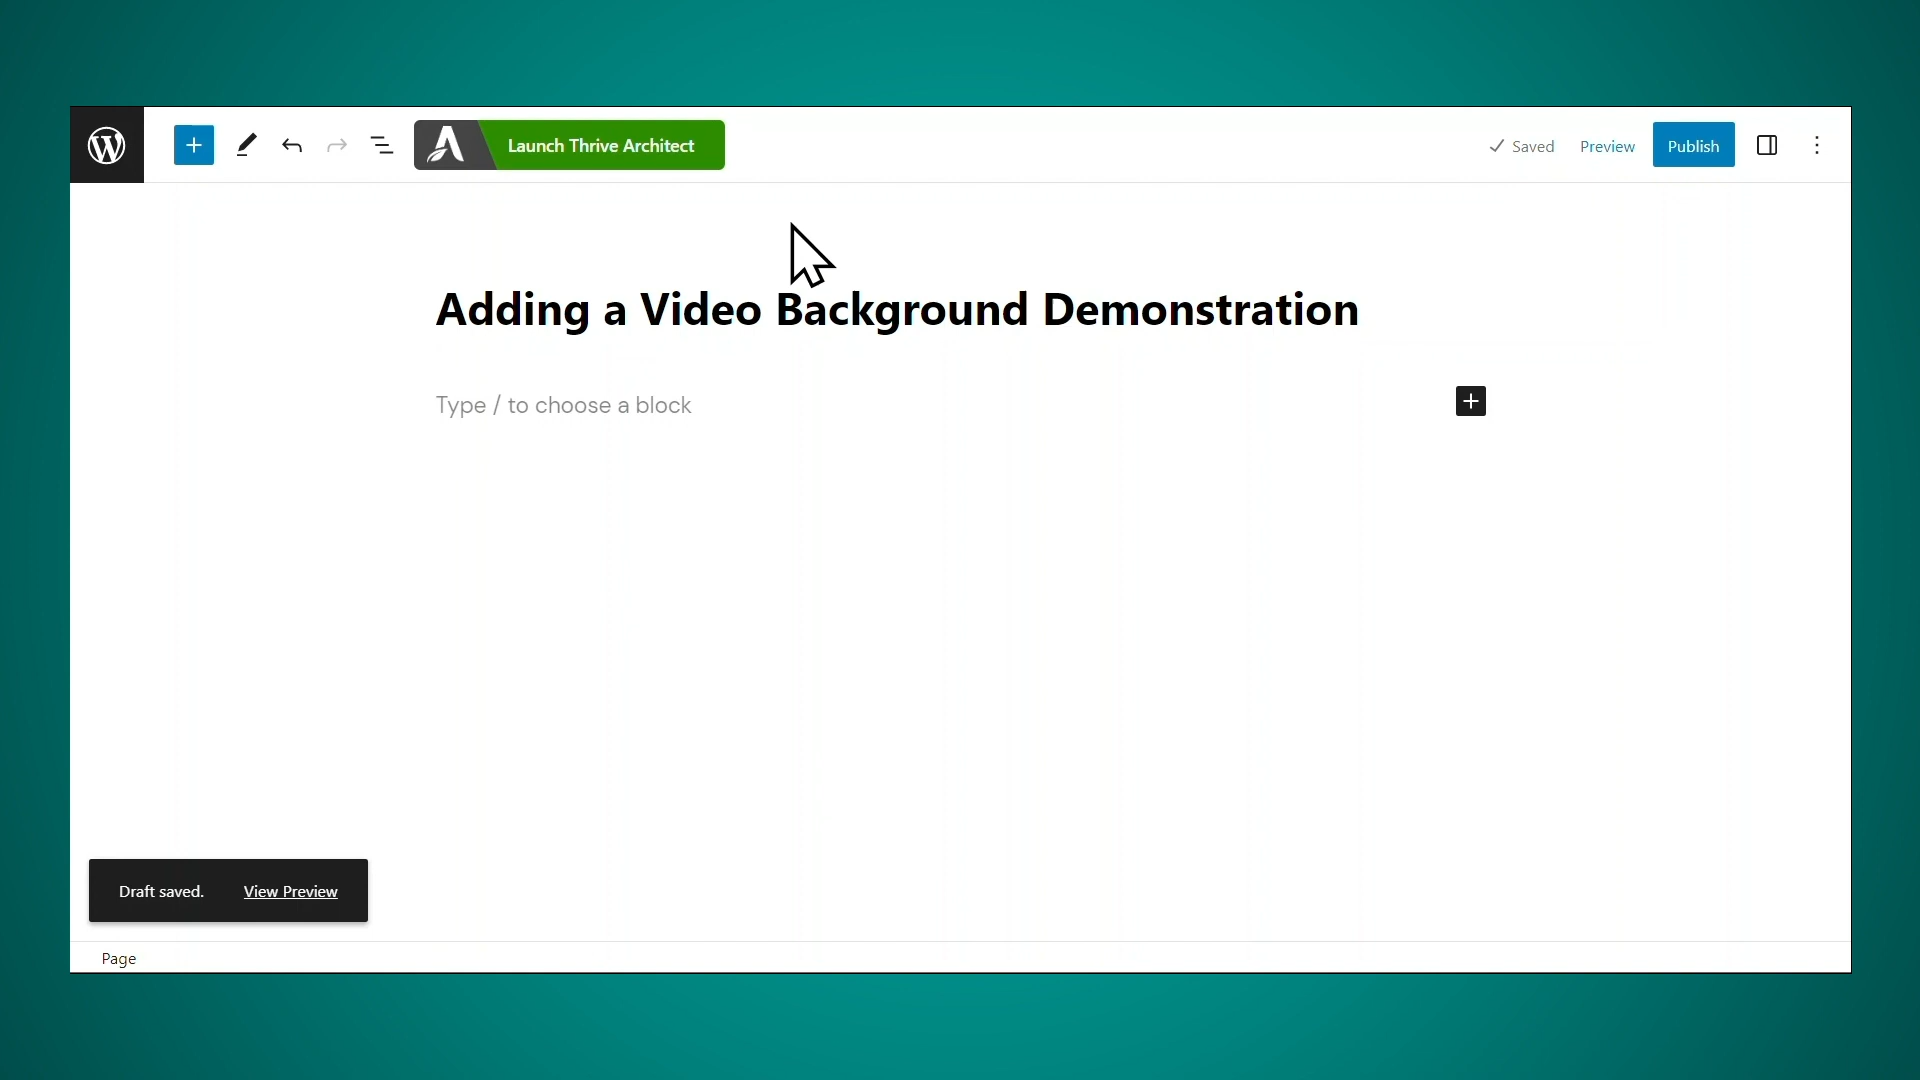 Launch Thrive Architect
Saved
Preview
Publish
Adding a Video Background Demonstration
Type / to choose a block
Draft saved. View Preview
Page